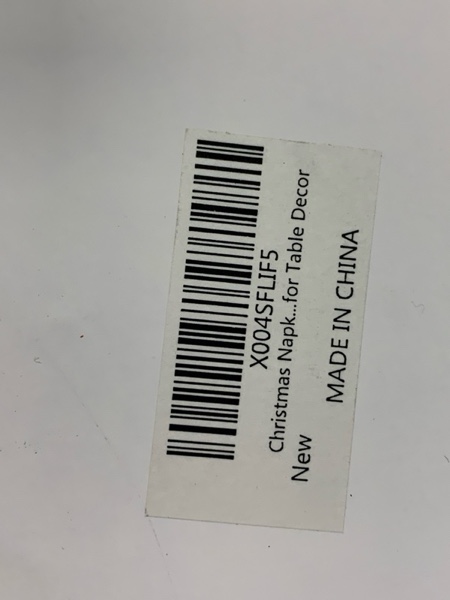 X004SFLIF5
Christmas Napk...for Table Decor
New
MADE IN CHINA